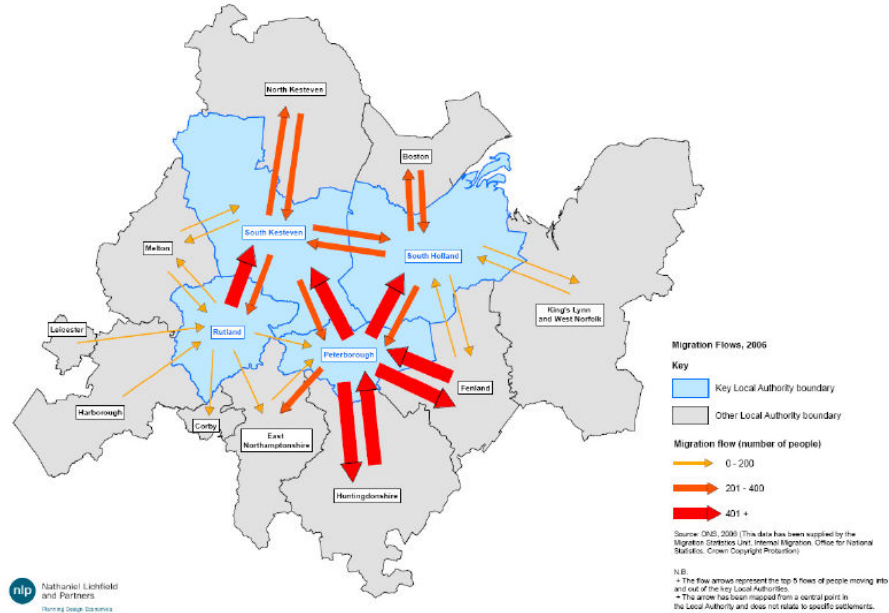 North Kesteven
Boston
South Kesteven
South Holland
Melton
King's Lynn
and West Norfolk
Leicester
Rutland
Peterborough
Fenland
Harborough
Corby
East
Northamptonshire
Huntingdonshire
Migration Flows, 2006
Key
Key Local Authority boundary
Other Local Authority boundary
Migration flow (number of people)
0 - 200
201 - 400
401 +
Source: ONS, 2006 (This data has been supplied by the
Migration Statistics Unit, Internal Migration, Office for National
Statistics, Crown Copyright Protection)
N.B.
+ The flow arrows represent the top 5 flows of people moving into
and out of the key Local Authorities.
+ The arrow has been mapped from a central point in
the Local Authority and does not relate to specific settlements.
nlp
Nathaniel Lichfield
and Partners
Planning Design Economics